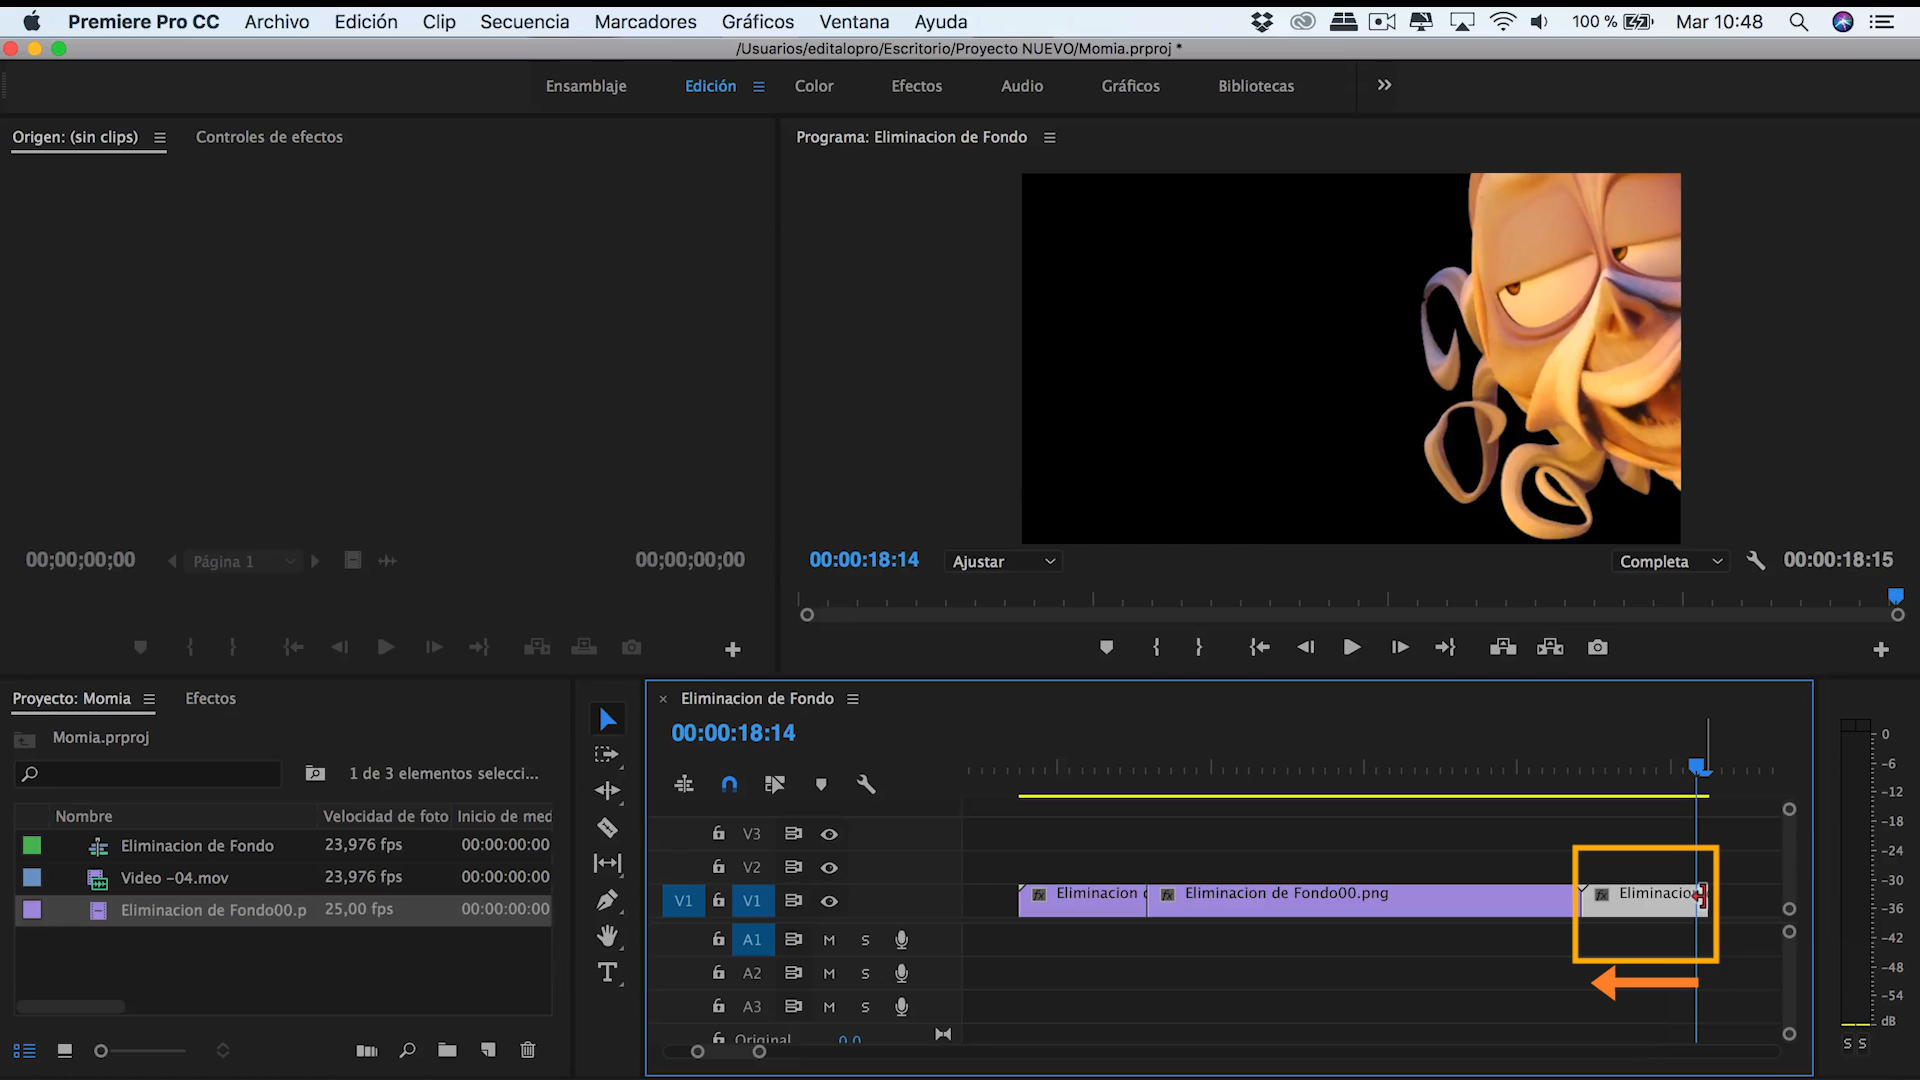 Premiere Pro CC Archivo Edición Clip Secuencia Marcadores Gráficos Ventana Ayuda 100 % Mar 10:48
/Usuarios/editalopro/Escritorio/Proyecto NUEVO/Momia.prproj *
Ensamblaje Edición Color Efectos Audio Gráficos Bibliotecas
Origen: (sin clips) Controles de efectos
Programa: Eliminacion de Fondo
00;00;00;00 Página 1 00;00;00;00
00:00:18:14 Ajustar Completa 00:00:18:15
Proyecto: Momia Efectos
Momia.prproj
1 de 3 elementos selecci...
Nombre Velocidad de foto Inicio de med
Eliminacion de Fondo 23,976 fps 00:00:00:00
Video -04.mov 23,976 fps 00:00:00:00
Eliminacion de Fondo00.p 25,00 fps 00:00:00:00
T
× Eliminacion de Fondo
00:00:18:14
V3
V2
V1 V1 fx Eliminacion d fx Eliminacion de Fondo00.png fx Eliminacio
A1 M S
A2 M S
A3 M S
Original 0,0
0
-6
-12
-18
-24
-30
-36
-42
-48
-54
dB
S S